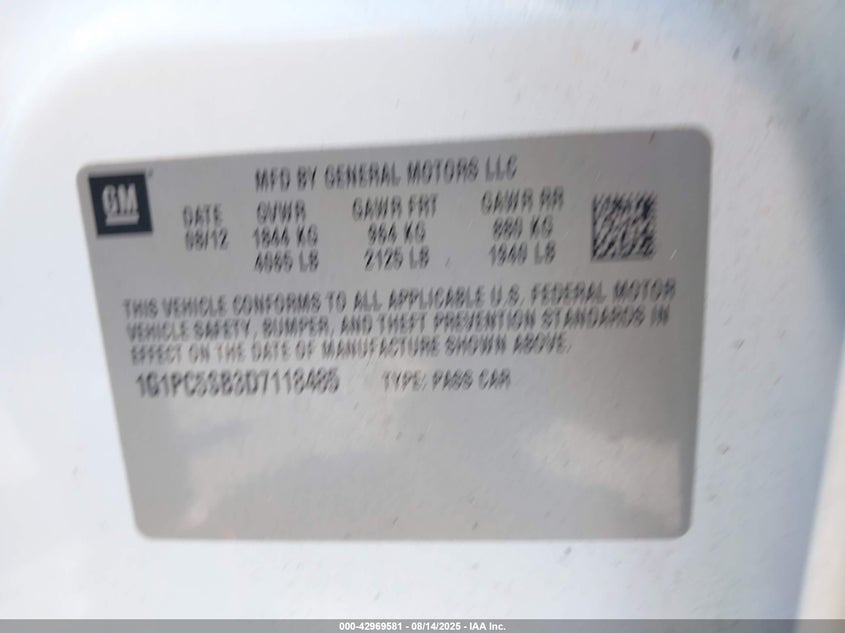 GM
MFD BY GENERAL MOTORS LLC
DATE GVWR GAWR FRT GAWR RR
/12 1844 KG 964 KG 880 KG
4065 LB 2125 LB 1940 LB
THIS VEHICLE CONFORMS TO ALL APPLICABLE U.S. FEDERAL MOTOR
VEHICLE SAFETY, BUMPER, AND THEFT PREVENTION STANDARDS IN
EFFECT ON THE DATE OF MANUFACTURE SHOWN ABOVE.
1G1PC5SB3D7118485 TYPE: PASS CAR
000-42969581 - 08/14/2025 - IAA Inc.